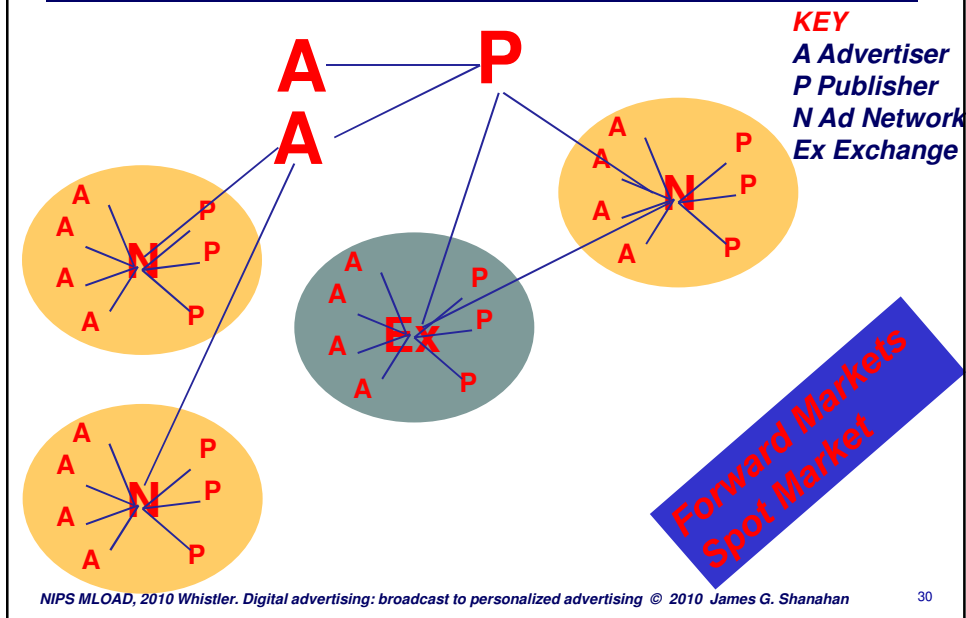 KEY
A Advertiser
P Publisher
N Ad Network
Ex Exchange
A
P
A
A
A
A
A
N
P
P
P
A
A
A
A
N
P
P
P
A
A
A
A
Ex
P
P
P
A
A
A
A
N
P
P
P
Forward Markets
Spot Market
NIPS MLOAD, 2010 Whistler. Digital advertising: broadcast to personalized advertising © 2010 James G. Shanahan
30